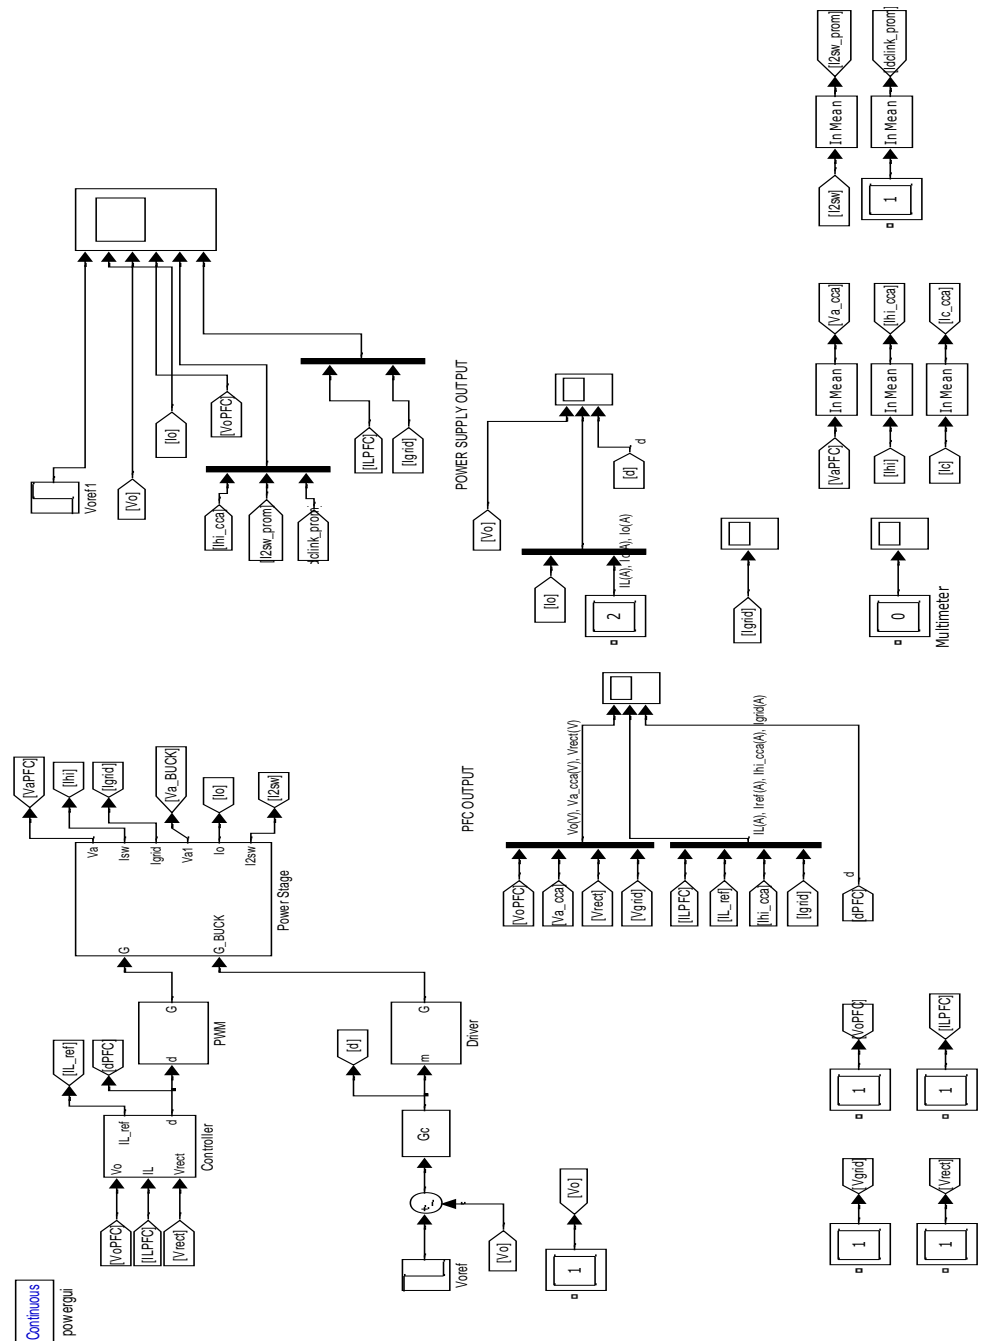 Continuous
powergui
[VoPFC]
[ILPFC]
[Vrect]
Vo
IL
Vrect
IL_ref
d
Controller
[IL_ref]
[dPFC]
d
G
PWM
G
G_BUCK
Va
Isw
Igrid
Va1
Io
I2sw
Power Stage
[VaPFC]
[Ihi]
[Igrid]
[Va_BUCK]
[Io]
[I2sw]
Voref
[Vo]
Gc
[d]
m
G
Driver
1
[Vo]
1
[Vgrid]
1
[Vrect]
1
[VoPFC]
1
[ILPFC]
PFC OUTPUT
[VoPFC]
[Va_cca]
[Vrect]
[Vgrid]
Vo(V), Va_cca(V), Vrect(V)
[ILPFC]
[IL_ref]
[Ihi_cca]
[Igrid]
IL(A), Iref(A), Ihi_cca(A), Igrid(A)
[dPFC]
d
Voref1
[Vo]
[Io]
[VoPFC]
[Ihi_cca]
[I2sw_prom]
dclink_prom
[ILPFC]
[Igrid]
POWER SUPPLY OUTPUT
[Vo]
[Io]
2
[d]
d
[Igrid]
0
Multimeter
[VaPFC]
In Mean
[Va_cca]
[Ihi]
In Mean
[Ihi_cca]
[Ic]
In Mean
[Ic_cca]
[I2sw]
In Mean
[I2sw_prom]
1
In Mean
[Idclink_prom]